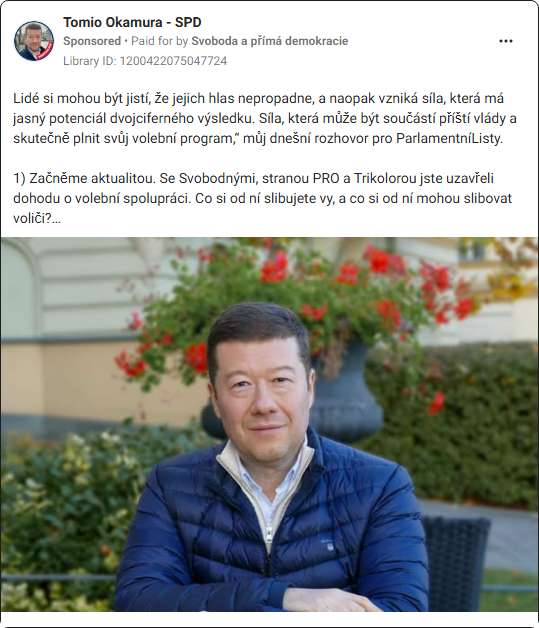 Tomio Okamura - SPD
Sponsored • Paid for by Svoboda a přímá demokracie
Library ID: 1200422075047724
Lidé si mohou být jistí, že jejich hlas nepropadne, a naopak vzniká síla, která má
jasný potenciál dvojciferného výsledku. Síla, která může být součástí příští vlády a
skutečně plnit svůj volební program,“ můj dnešní rozhovor pro ParlamentníListy.
1) Začněme aktualitou. Se Svobodnými, stranou PRO a Trikolorou jste uzavřeli
dohodu o volební spolupráci. Co si od ní slibujete vy, a co si od ní mohou slibovat
voliči?...